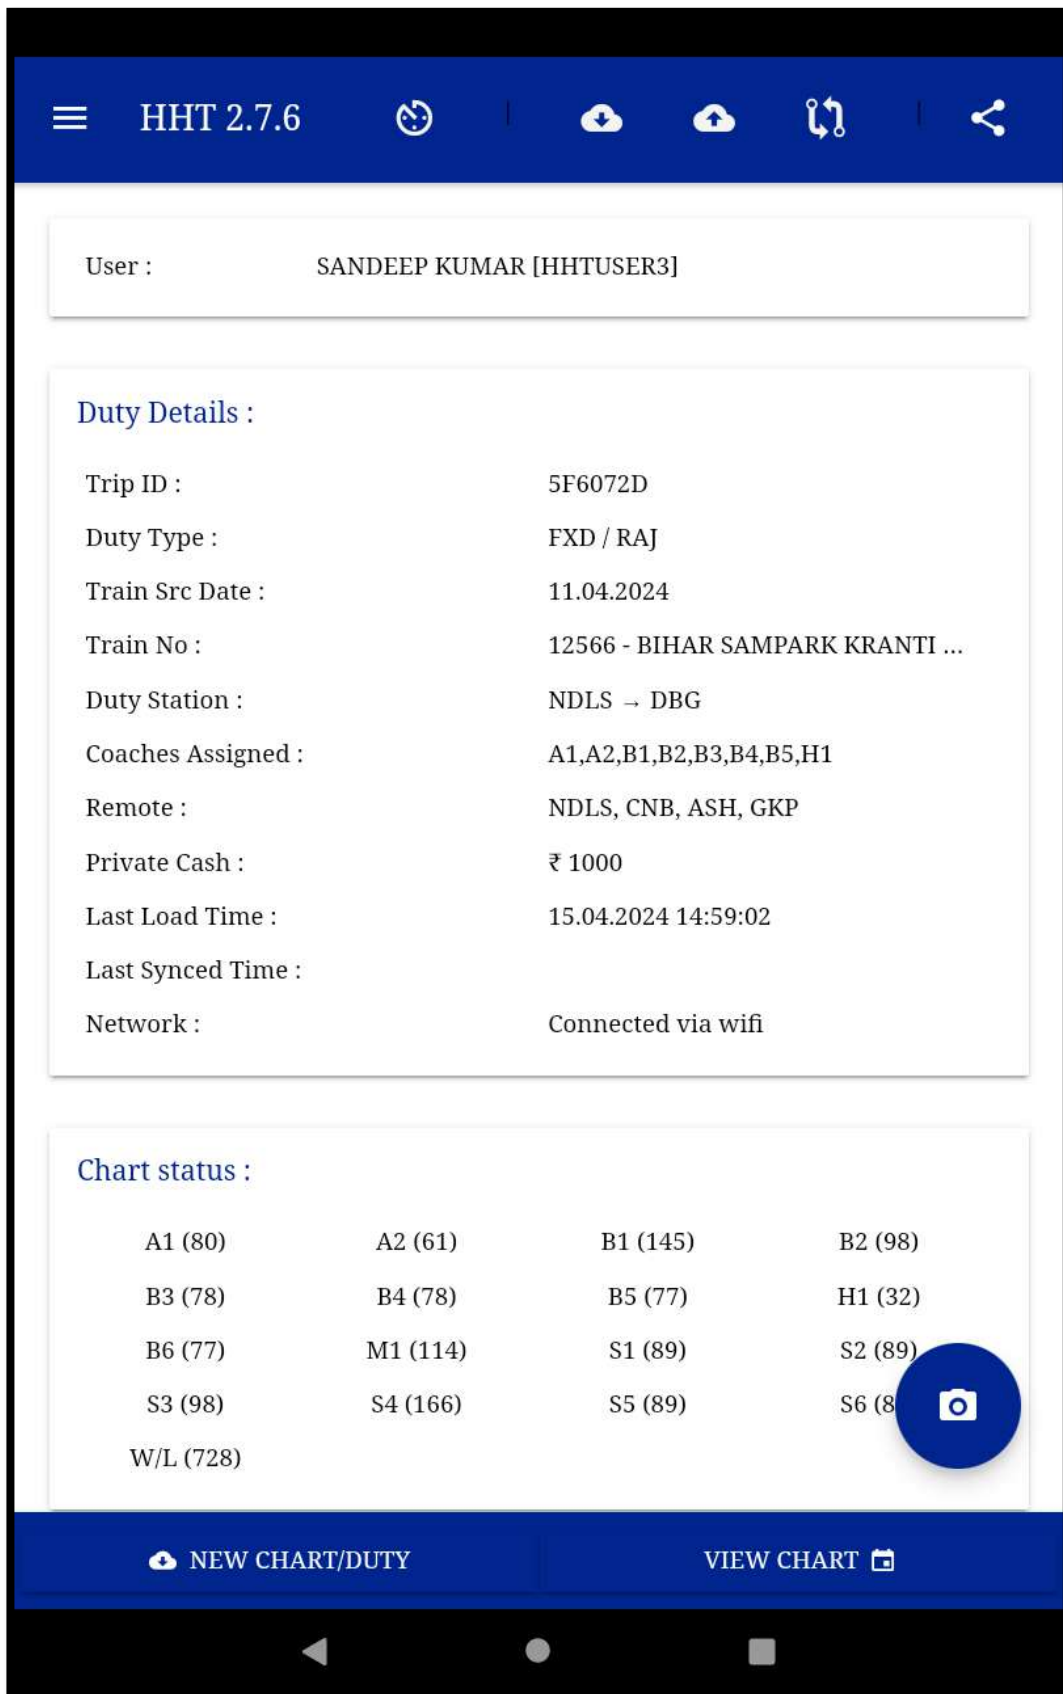 HHT 2.7.6
User : SANDEEP KUMAR [HHTUSER3]
Duty Details :
Trip ID : 5F6072D
Duty Type : FXD / RAJ
Train Src Date : 11.04.2024
Train No : 12566 - BIHAR SAMPARK KRANTI ...
Duty Station : NDLS → DBG
Coaches Assigned : A1,A2,B1,B2,B3,B4,B5,H1
Remote : NDLS, CNB, ASH, GKP
Private Cash : ₹ 1000
Last Load Time : 15.04.2024 14:59:02
Last Synced Time :
Network : Connected via wifi
Chart status :
A1 (80) A2 (61) B1 (145) B2 (98)
B3 (78) B4 (78) B5 (77) H1 (32)
B6 (77) M1 (114) S1 (89) S2 (89)
S3 (98) S4 (166) S5 (89) S6
W/L (728)
NEW CHART/DUTY VIEW CHART